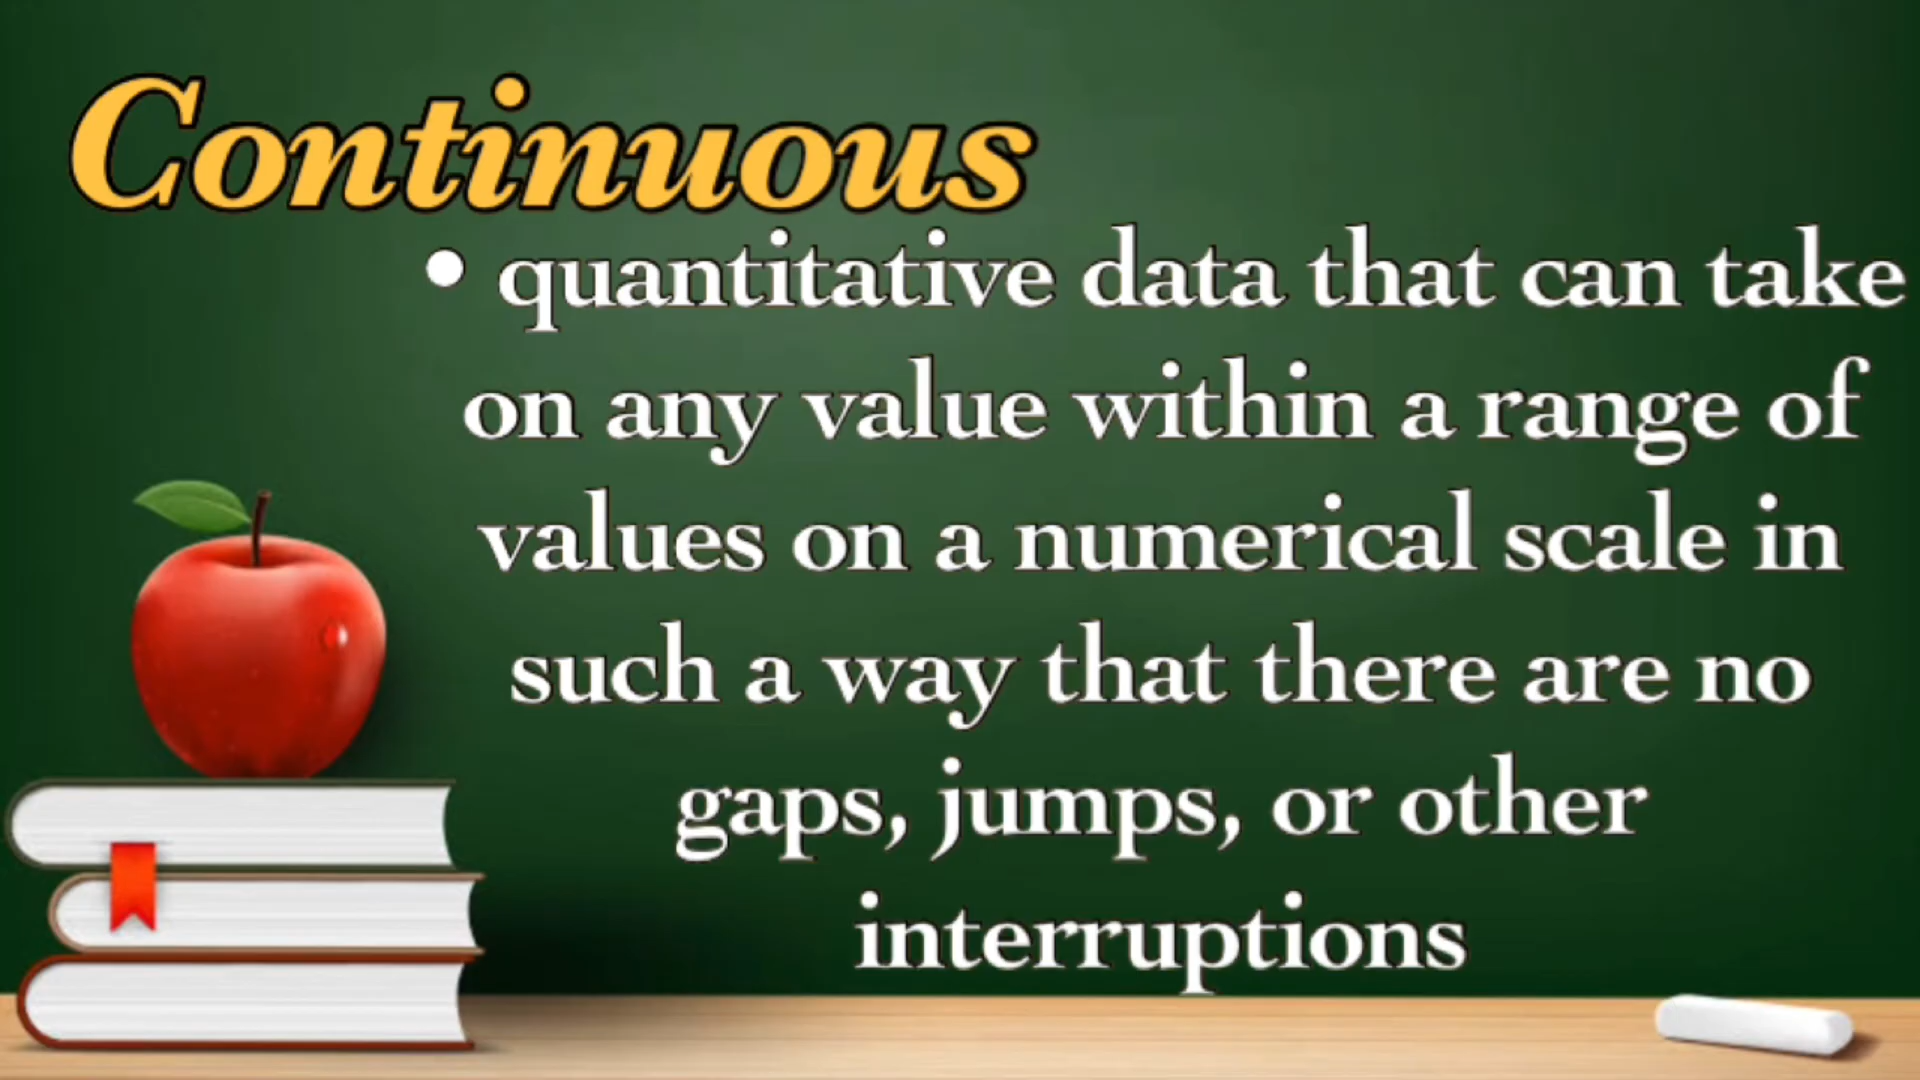 Continuous
• quantitative data that can take
on any value within a range of
values on a numerical scale in
such a way that there are no
gaps, jumps, or other
interruptions